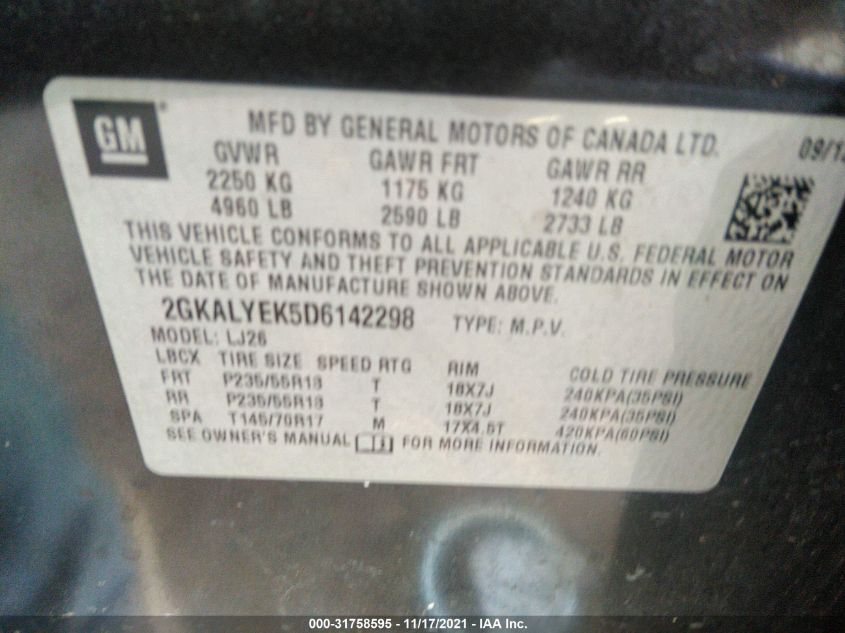 GM ® MFD BY GENERAL MOTORS OF CANADA LTD. 09/12
GVWR GAWR FRT GAWR RR
2250 KG 1175 KG 1240 KG
4960 LB 2590 LB 2733 LB
THIS VEHICLE CONFORMS TO ALL APPLICABLE U.S. FEDERAL MOTOR
VEHICLE SAFETY AND THEFT PREVENTION STANDARDS IN EFFECT ON
THE DATE OF MANUFACTURE SHOWN ABOVE.
2GKALYEK5D6142298 TYPE: M.P.V.
MODEL: LJ26
LBCX TIRE SIZE SPEED RTG RIM COLD TIRE PRESSURE
FRT P235/55R18 T 18X7J 240KPA(35PSI)
RR P235/55R18 T 18X7J 240KPA(35PSI)
SPA T145/70R17 M 17X4.5T 420KPA(60PSI)
SEE OWNER'S MANUAL FOR MORE INFORMATION.
000-31758595 - 11/17/2021 - IAA Inc.